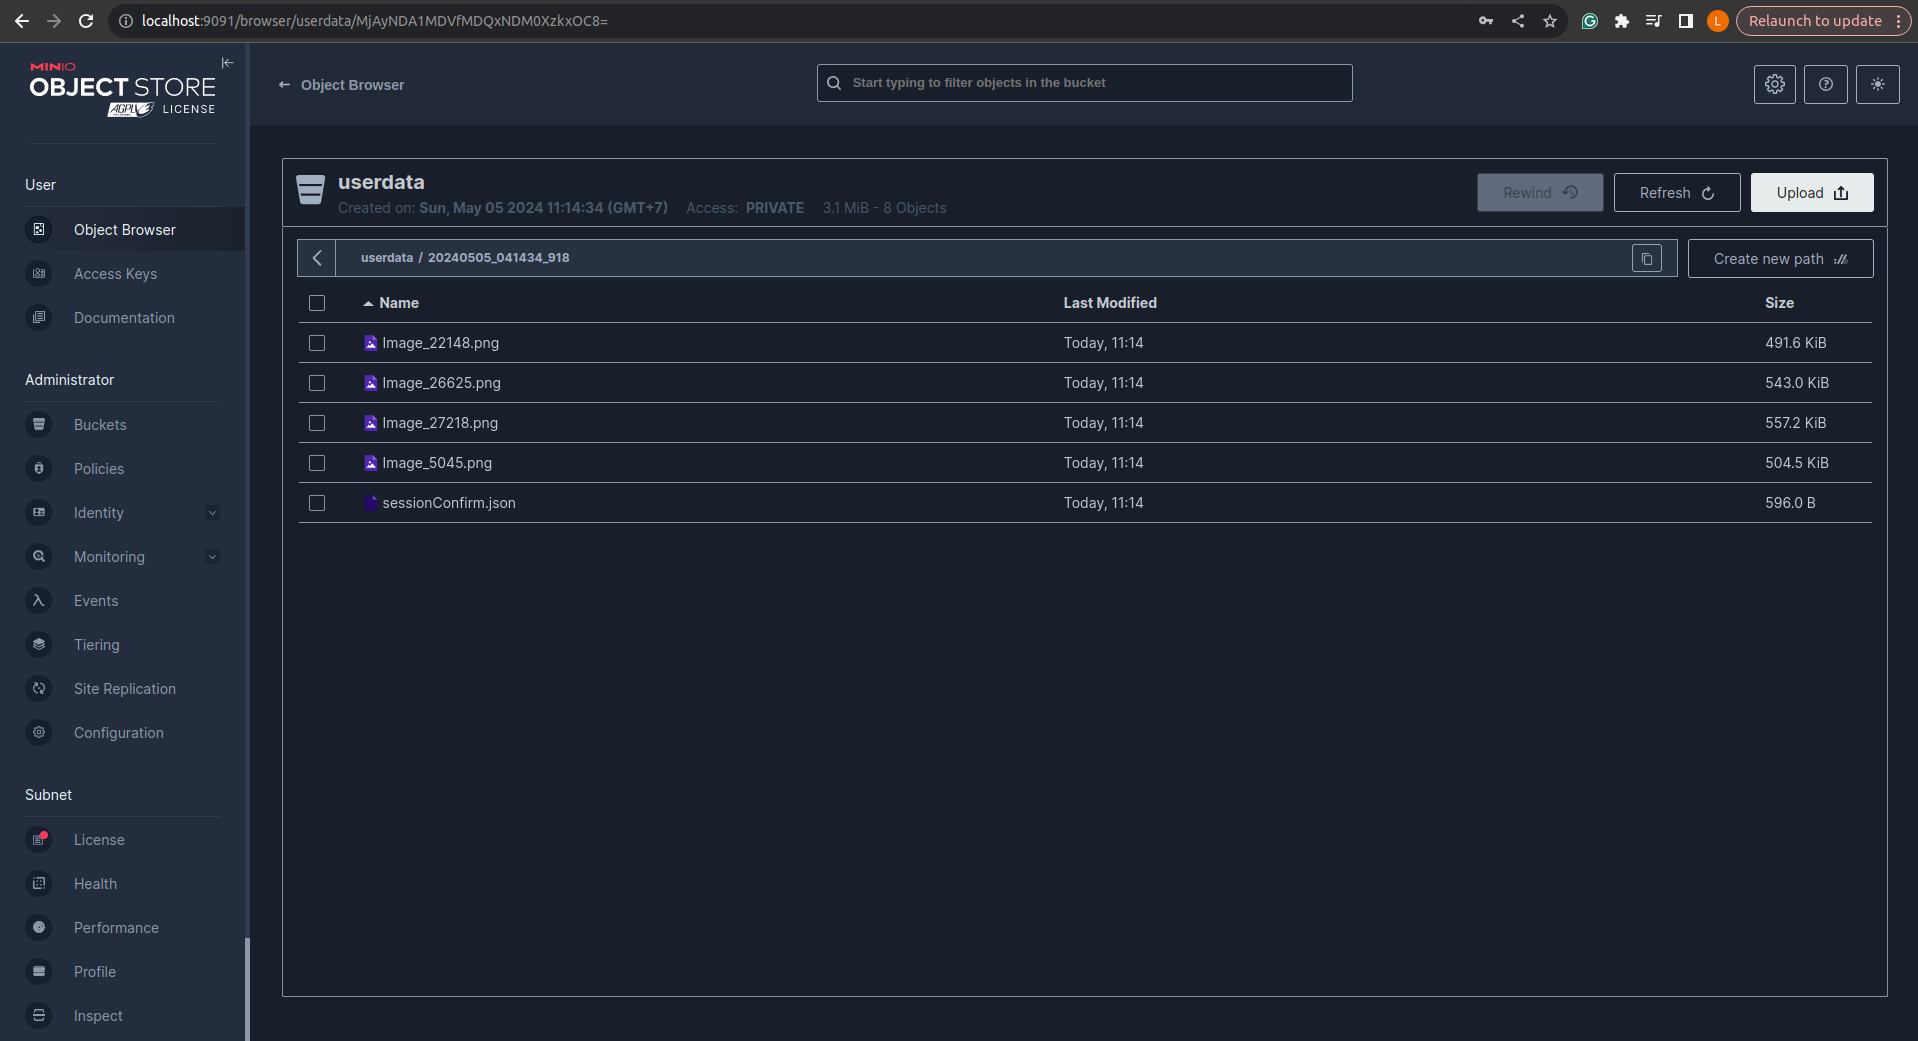 localhost:9091/browser/userdata/MjAyNDA1MDVfMDQxNDM0XzkxOC8=
L
Relaunch to update
MINIO
OBJECT STORE
AGPLv3 LICENSE
Object Browser
Start typing to filter objects in the bucket
User
Object Browser
Access Keys
Documentation
Administrator
Buckets
Policies
Identity
Monitoring
Events
Tiering
Site Replication
Configuration
Subnet
License
Health
Performance
Profile
Inspect
userdata
Created on: Sun, May 05 2024 11:14:34 (GMT+7) Access: PRIVATE 3.1 MiB - 8 Objects
Rewind
Refresh
Upload
userdata / 20240505_041434_918
Create new path
Name Last Modified Size
Image_22148.png Today, 11:14 491.6 KiB
Image_26625.png Today, 11:14 543.0 KiB
Image_27218.png Today, 11:14 557.2 KiB
Image_5045.png Today, 11:14 504.5 KiB
sessionConfirm.json Today, 11:14 596.0 B